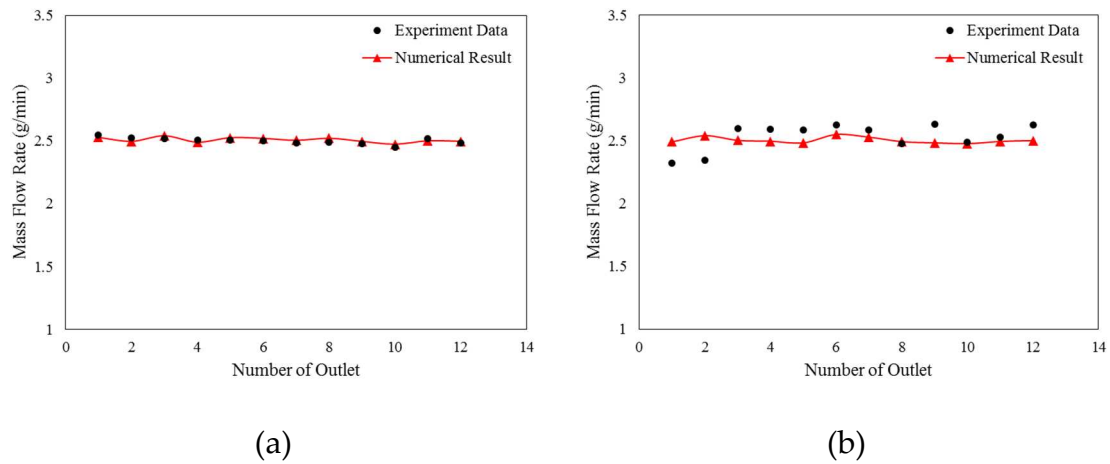 3.5
3
2.5
2
1.5
1
0 2 4 6 8 10 12 14
Mass Flow Rate (g/min)
Number of Outlet
Experiment Data
Numerical Result
(a)
3.5
3
2.5
2
1.5
1
0 2 4 6 8 10 12 14
Mass Flow Rate (g/min)
Number of Outlet
Experiment Data
Numerical Result
(b)